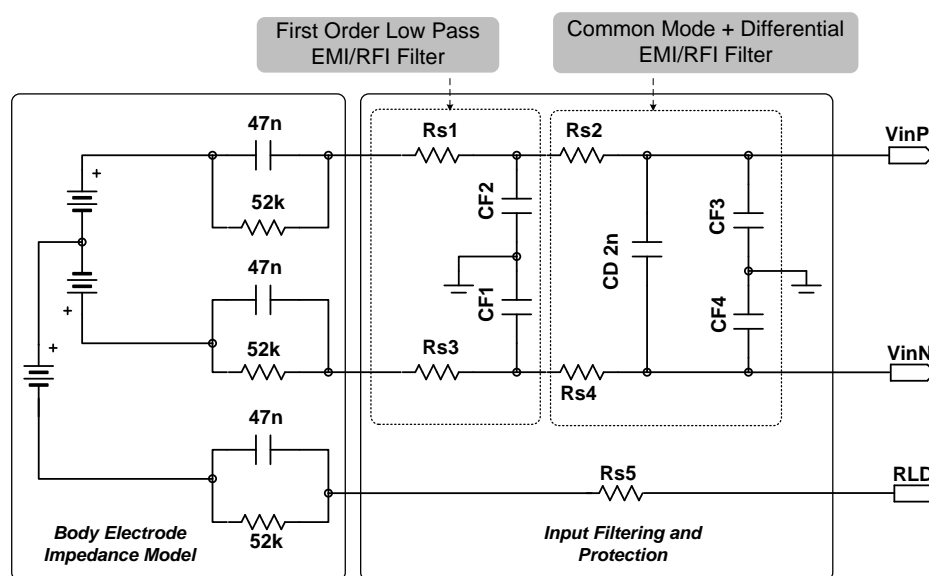 First Order Low Pass
EMI/RFI Filter
Common Mode + Differential
EMI/RFI Filter
47n
52k
+
Rs1
Rs2
VinP
CF2
CF3
CD 2n
+
47n
52k
CF1
CF4
Rs3
Rs4
VinN
+
47n
52k
Rs5
RLD
Body Electrode
Impedance Model
Input Filtering and
Protection